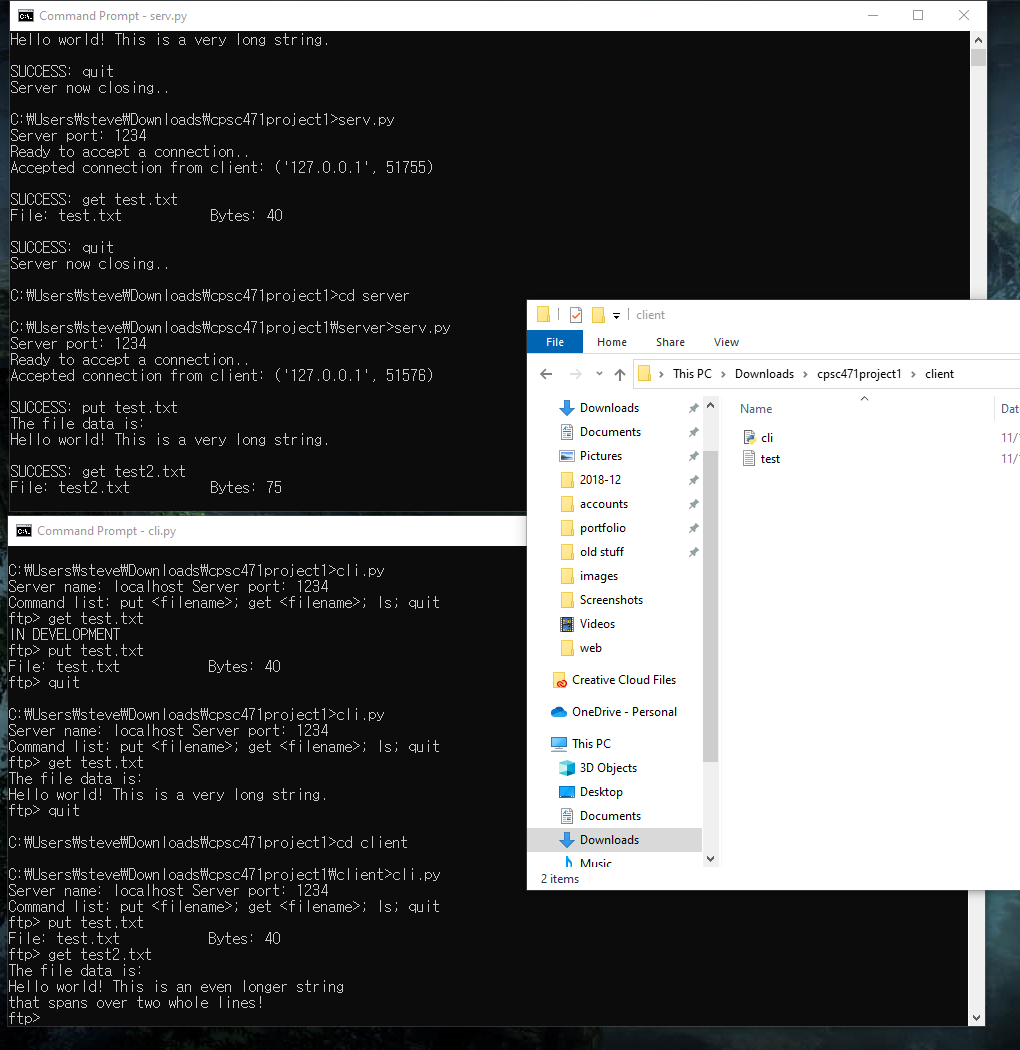 Command Prompt - serv.py
Hello world! This is a very long string.
SUCCESS: quit
Server now closing..
C:₩Users₩steve₩Downloads₩cpsc471project1>serv.py
Server port: 1234
Ready to accept a connection..
Accepted connection from client: ('127.0.0.1', 51755)
SUCCESS: get test.txt
File: test.txt Bytes: 40
SUCCESS: quit
Server now closing..
C:₩Users₩steve₩Downloads₩cpsc471project1>cd server
C:₩Users₩steve₩Downloads₩cpsc471project1₩server>serv.py
Server port: 1234
Ready to accept a connection..
Accepted connection from client: ('127.0.0.1', 51576)
SUCCESS: put test.txt
The file data is:
Hello world! This is a very long string.
SUCCESS: get test2.txt
File: test2.txt Bytes: 75
Command Prompt - cli.py
C:₩Users₩steve₩Downloads₩cpsc471project1>cli.py
Server name: localhost Server port: 1234
Command list: put <filename>; get <filename>; ls; quit
ftp> get test.txt
IN DEVELOPMENT
ftp> put test.txt
File: test.txt Bytes: 40
ftp> quit
C:₩Users₩steve₩Downloads₩cpsc471project1>cli.py
Server name: localhost Server port: 1234
Command list: put <filename>; get <filename>; ls; quit
ftp> get test.txt
The file data is:
Hello world! This is a very long string.
ftp> quit
C:₩Users₩steve₩Downloads₩cpsc471project1>cd client
C:₩Users₩steve₩Downloads₩cpsc471project1₩client>cli.py
Server name: localhost Server port: 1234
Command list: put <filename>; get <filename>; ls; quit
ftp> put test.txt
File: test.txt Bytes: 40
ftp> get test2.txt
The file data is:
Hello world! This is an even longer string
that spans over two whole lines!
ftp>
client
File Home Share View
This PC > Downloads > cpsc471project1 > client
Downloads
Documents
Pictures
2018-12
accounts
portfolio
old stuff
images
Screenshots
Videos
web
Creative Cloud Files
OneDrive - Personal
This PC
3D Objects
Desktop
Documents
Downloads
Music
Name Dat
cli 11/
test 11/
2 items